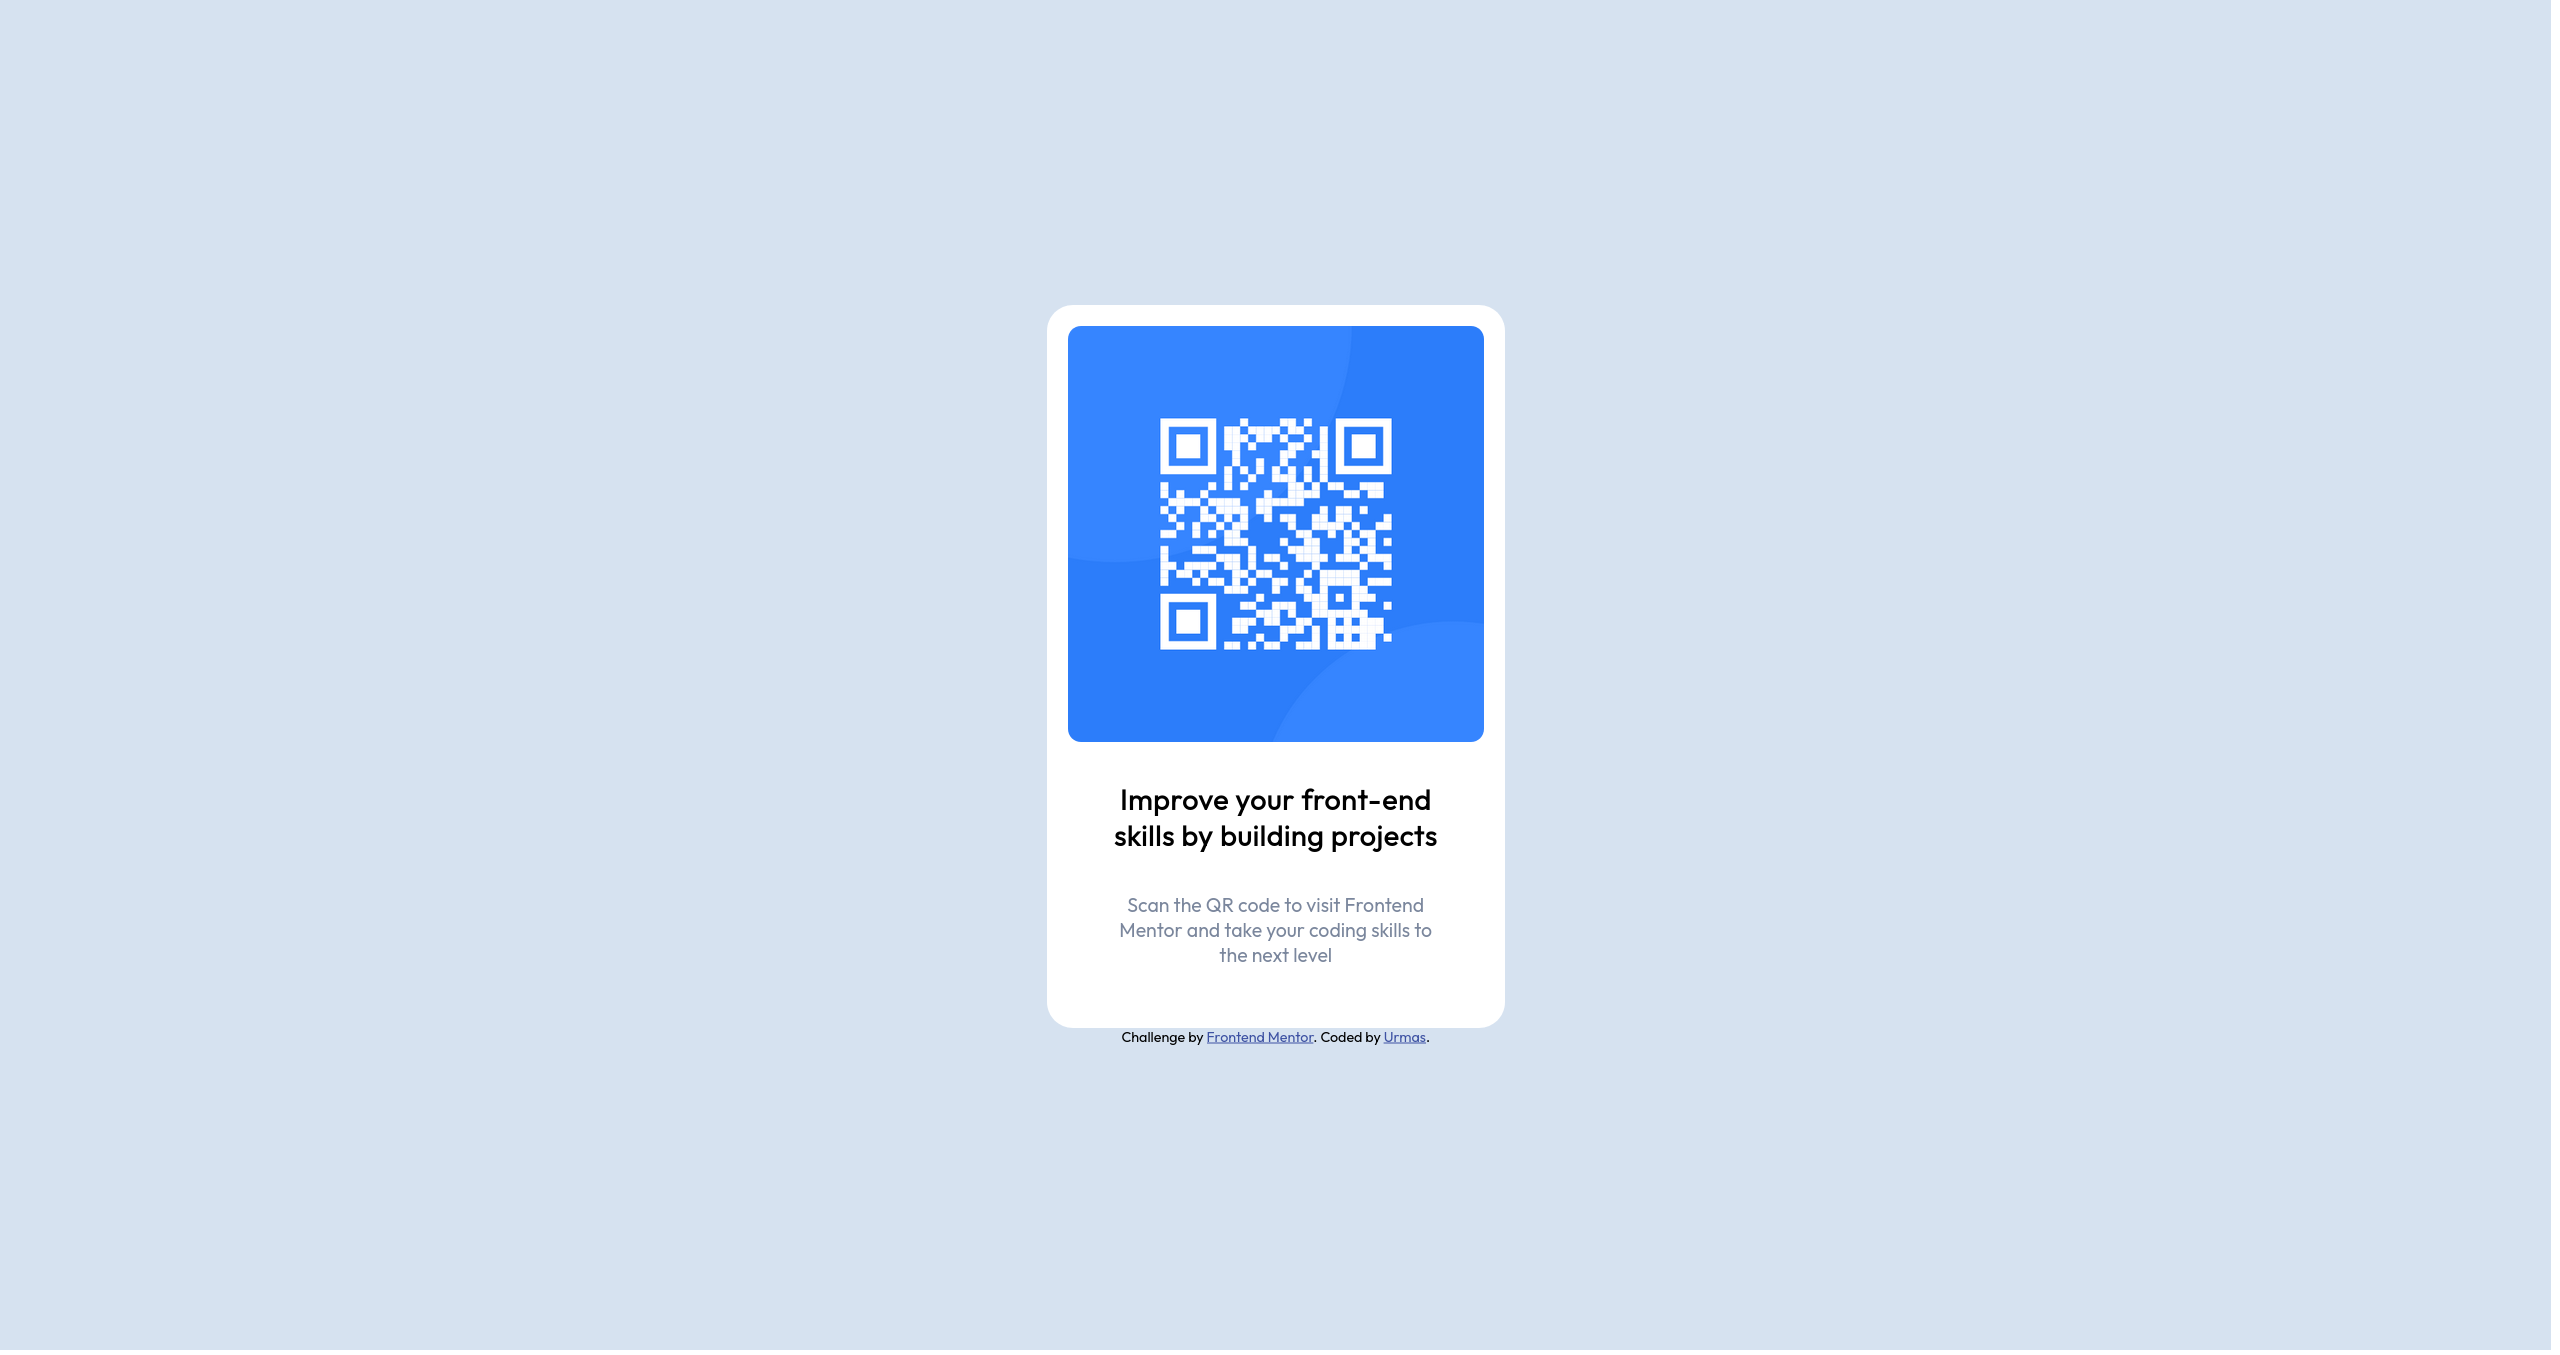 Improve your front-end
skills by building projects
Scan the QR code to visit Frontend
Mentor and take your coding skills to
the next level
Challenge by Frontend Mentor. Coded by Urmas.